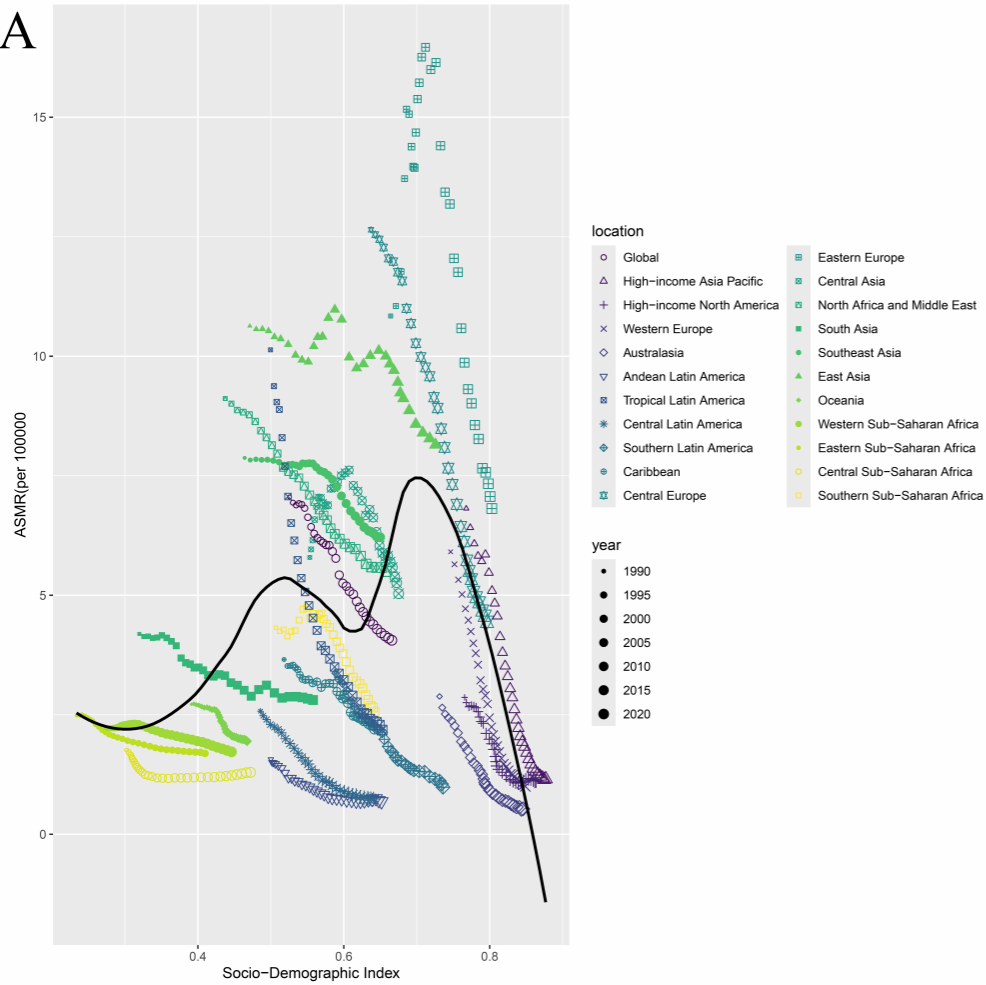 A
15
10
5
0
ASMR(per 100000
0.4
0.6
0.8
Socio−Demographic Index
location
Global
High−income Asia Pacific
High−income North America
Western Europe
Australasia
Andean Latin America
Tropical Latin America
Central Latin America
Southern Latin America
Caribbean
Central Europe
Eastern Europe
Central Asia
North Africa and Middle East
South Asia
Southeast Asia
East Asia
Oceania
Western Sub−Saharan Africa
Eastern Sub−Saharan Africa
Central Sub−Saharan Africa
Southern Sub−Saharan Africa
year
1990
1995
2000
2005
2010
2015
2020